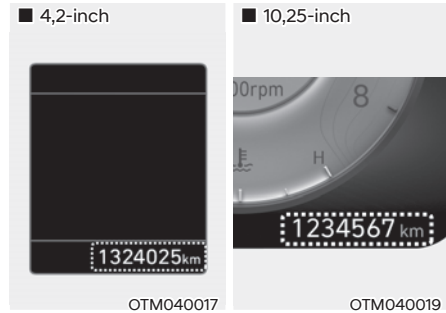 ■ 4,2-inch
■ 10,25-inch
00rpm
8
H
1324025km
1234567 km
OTM040017
OTM040019